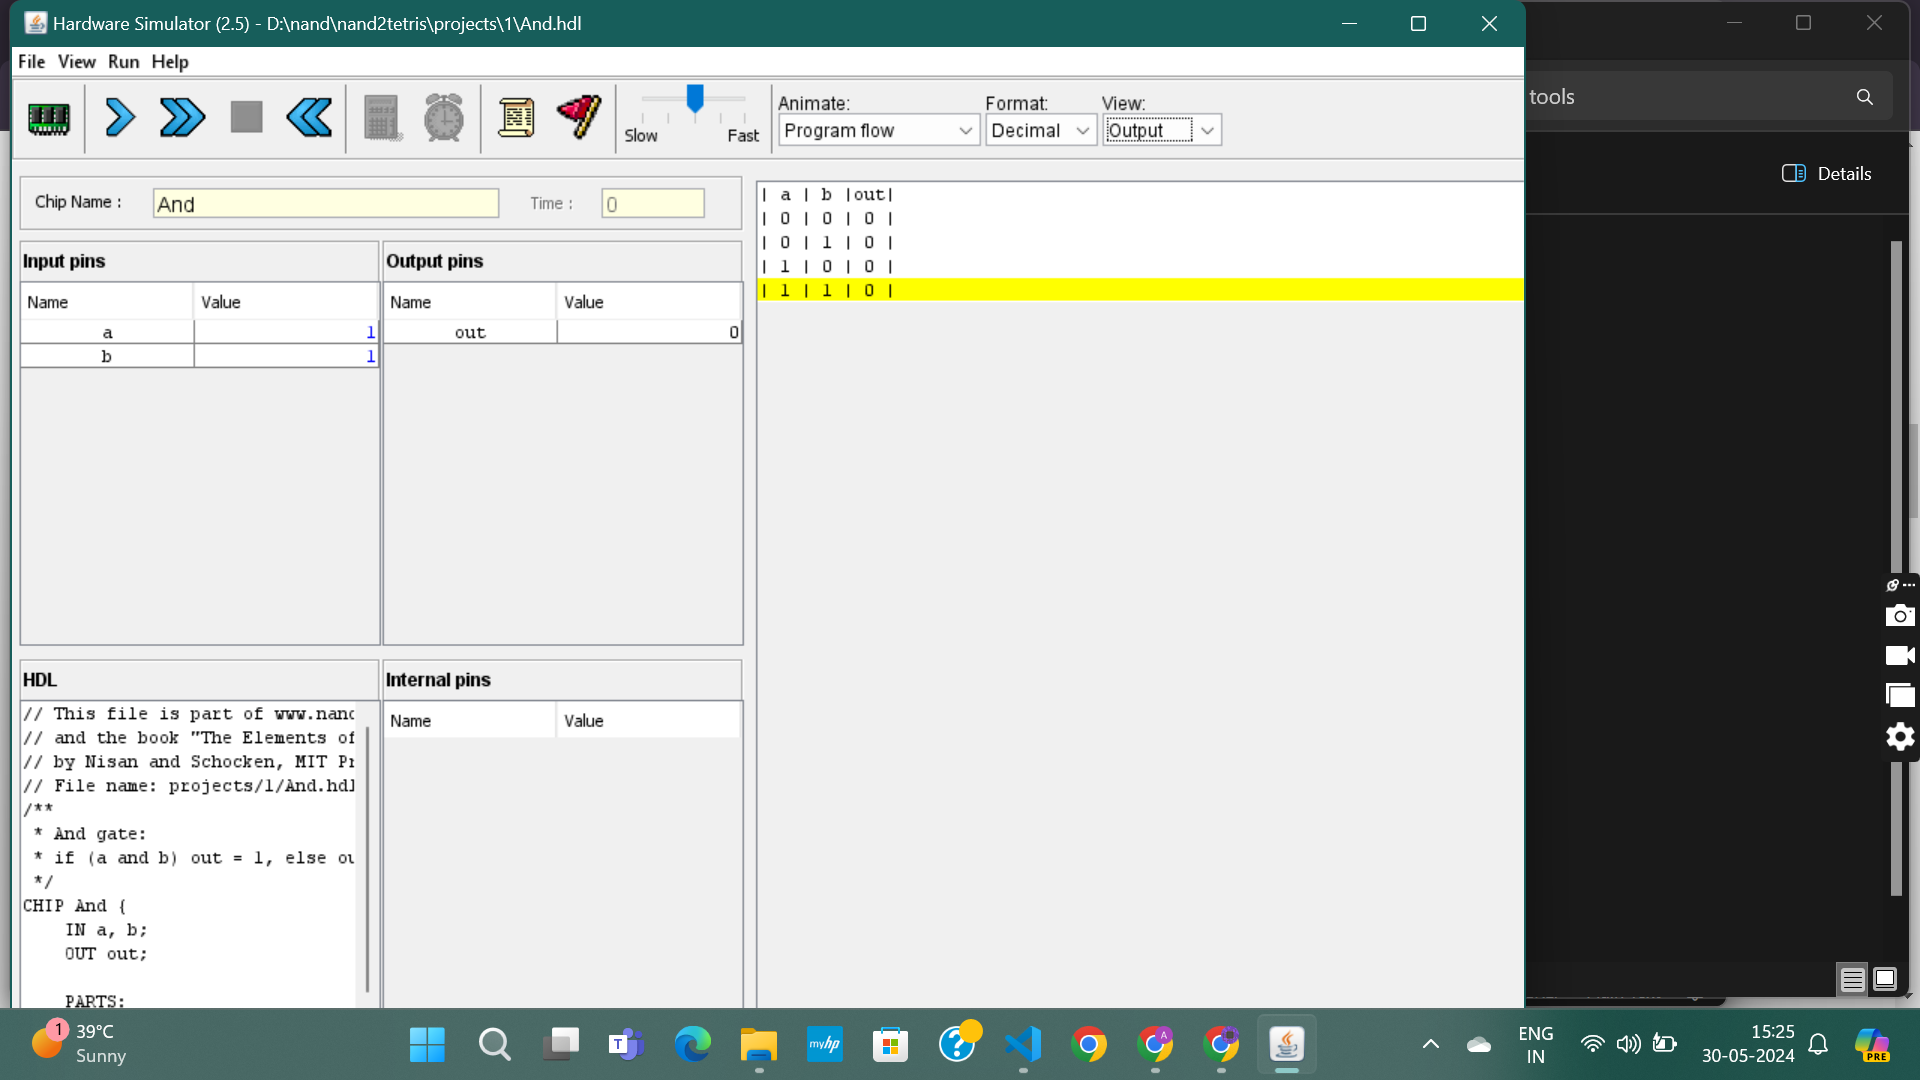 Hardware Simulator (2.5) - D:\nand\nand2tetris\projects\1\And.hdl
File View Run Help
tools
Slow Fast
Animate: Format: View:
Program flow Decimal Output
Details
Chip Name : And Time : 0
Input pins Output pins
Name Value Name Value
a 1 out 0
b 1
| a | b |out|
| 0 | 0 | 0 |
| 0 | 1 | 0 |
| 1 | 0 | 0 |
| 1 | 1 | 0 |
HDL Internal pins
Name Value
// This file is part of www.nand
// and the book "The Elements of
// by Nisan and Schocken, MIT Pr
// File name: projects/1/And.hdl
/**
* And gate:
* if (a and b) out = 1, else ou
*/
CHIP And {
IN a, b;
OUT out;
PARTS:
1 39°C
Sunny
myhp
A
ENG
IN
15:25
30-05-2024
PRE